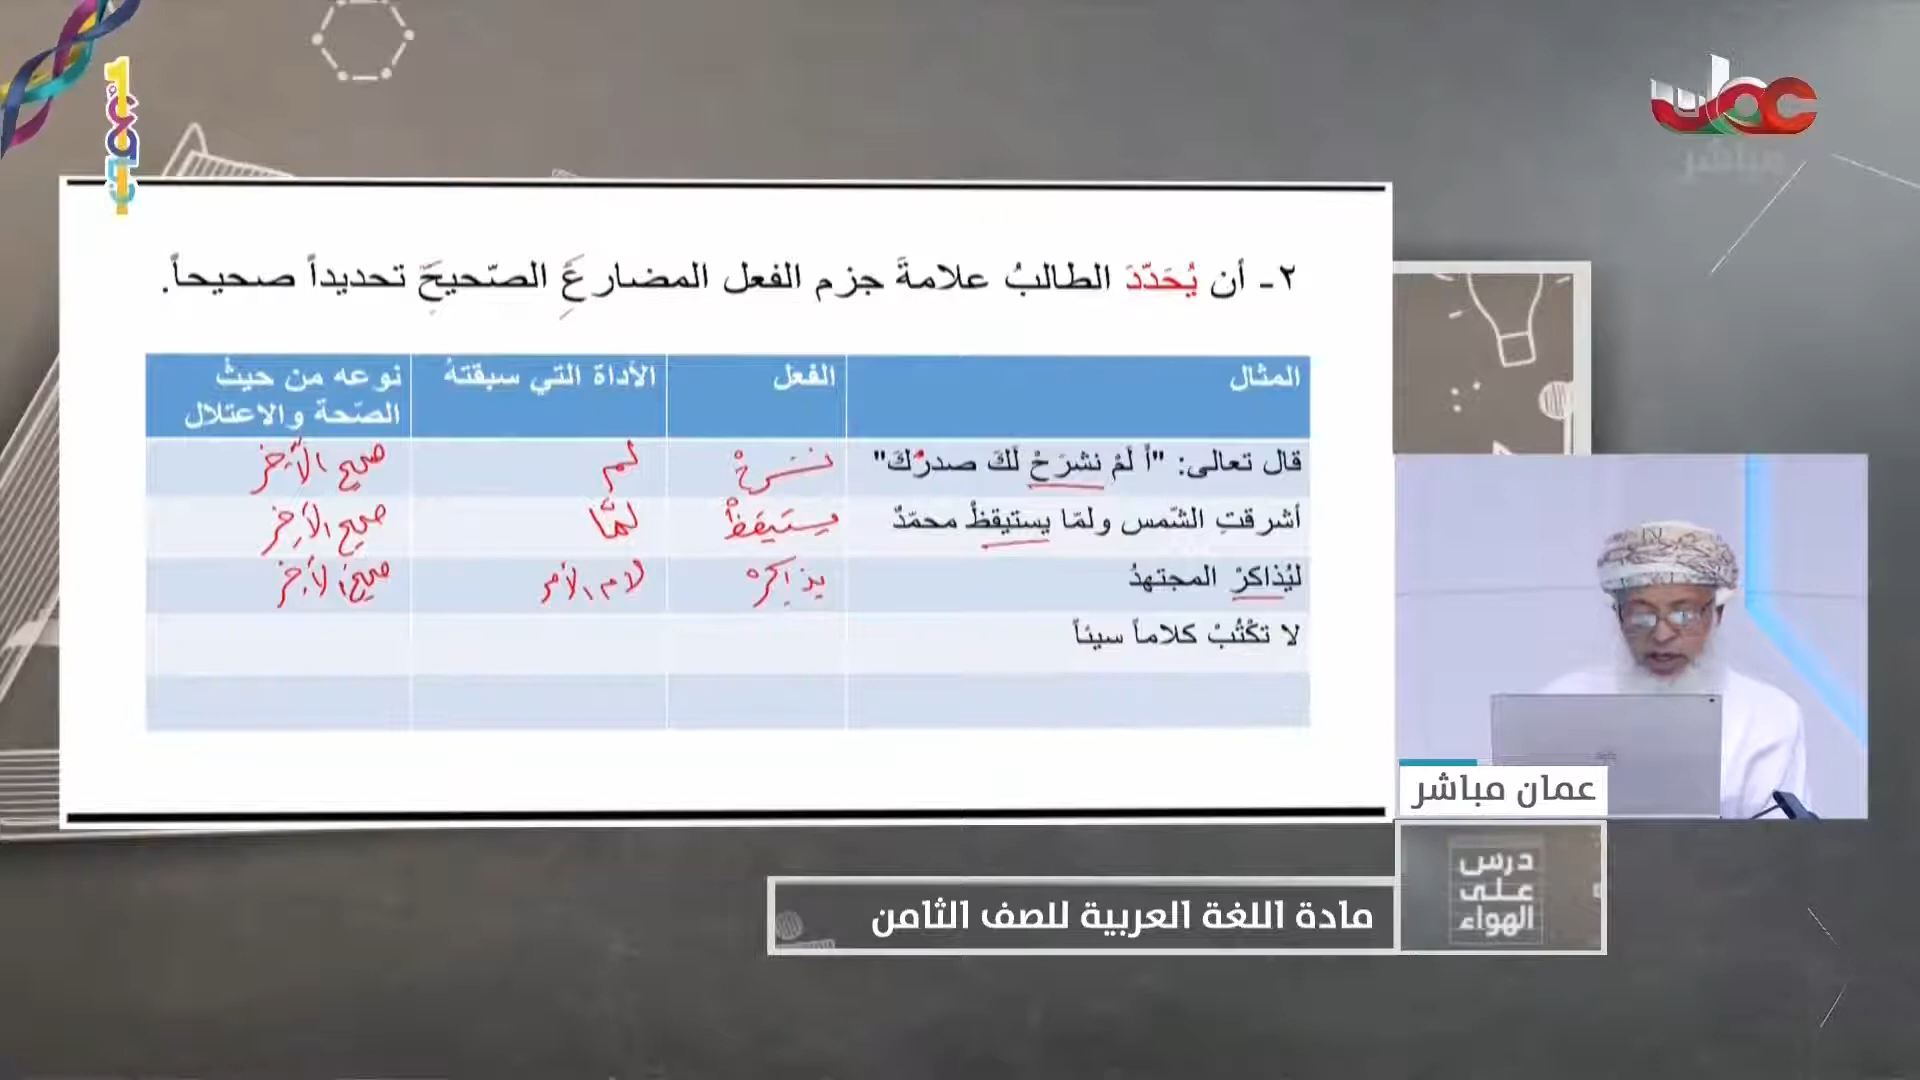 عمان
مباشر
٢- أن يُحَدّدَ الطالبُ علامةَ جزم الفعل المضارعَِ الصّحيحَِ تحديداً صحيحاً.
المثال الفعل الأداة التي سبقتهُ نوعه من حيثُ الصّحة والاعتلال
قال تعالى: "أ لَمْ نشرَحْ لَكَ صدرُكَ" نشرحْ لم صحيح الآخر
أشرقتِ الشّمس ولمّا يستيقظْ محمّدٌ يستيقظْ لمّا صحيح الآخر
ليُذاكرْ المجتهدُ يذاكرْ لام الأمر صحيح الآخر
لا تكْتُبْ كلاماً سيئاً
عمان مباشر
درس
على
الهواء
مادة اللغة العربية للصف الثامن